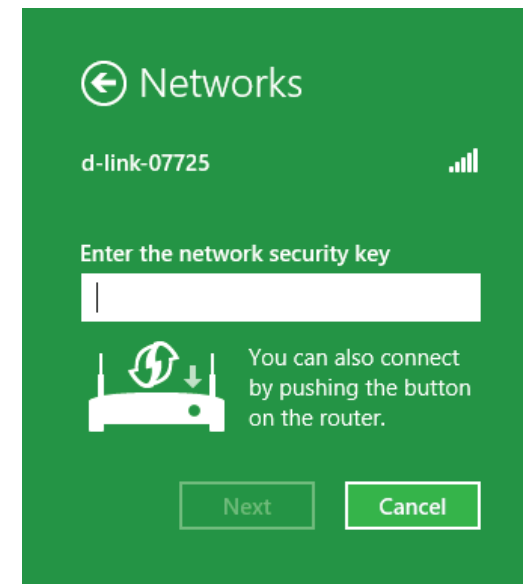 Networks
d-link-07725
Enter the network security key
You can also connect
by pushing the button
on the router.
Next
Cancel